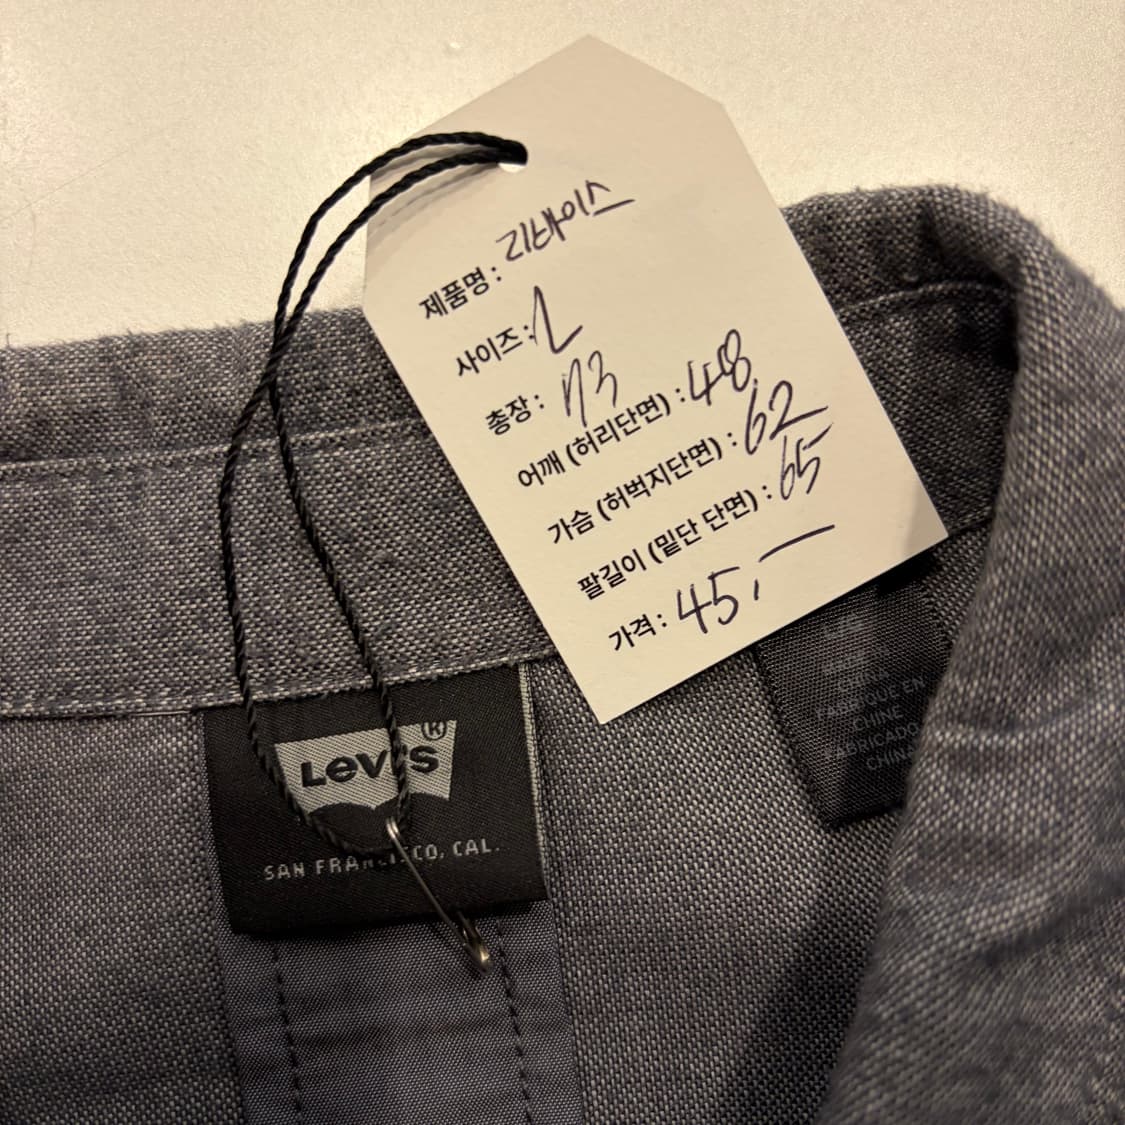 제품명 : 리바이스
사이즈 : L
총장 : 73
어깨 (허리단면) : 48
가슴 (허벅지단면) : 62
팔길이 (밑단 단면) : 65
가격 : 45,—
Levi's ®
SAN FRANCISCO, CAL.
FABRIQUE EN
CHINE
FABRICADO
CHINA